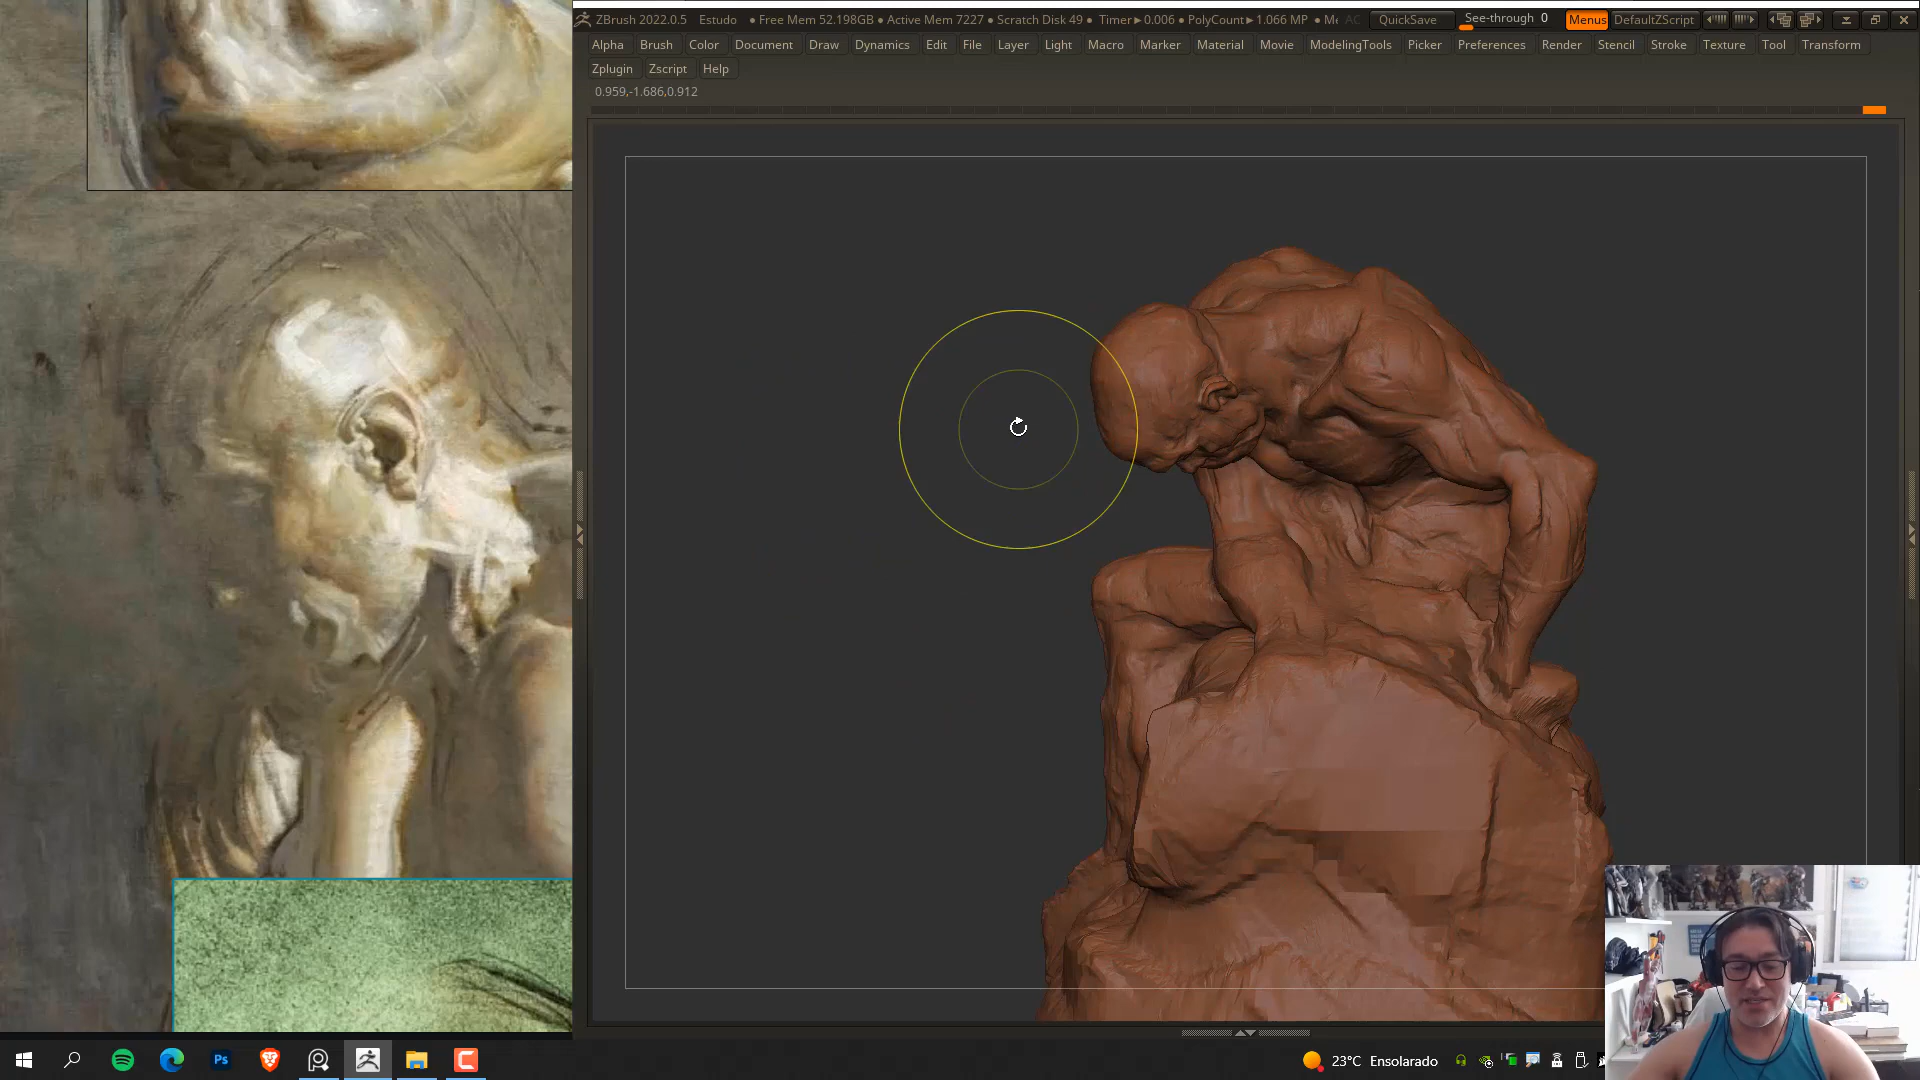 ZBrush 2022.0.5 Estudo • Free Mem 52.198GB • Active Mem 7227 • Scratch Disk 49 • Timer▸0.006 • PolyCount▸1.066 MP • Me AC QuickSave See-through 0 Menus DefaultZScript
Alpha Brush Color Document Draw Dynamics Edit File Layer Light Macro Marker Material Movie ModelingTools Picker Preferences Render Stencil Stroke Texture Tool Transform
Zplugin Zscript Help
0.959,-1.686,0.912
Ps 23°C Ensolarado